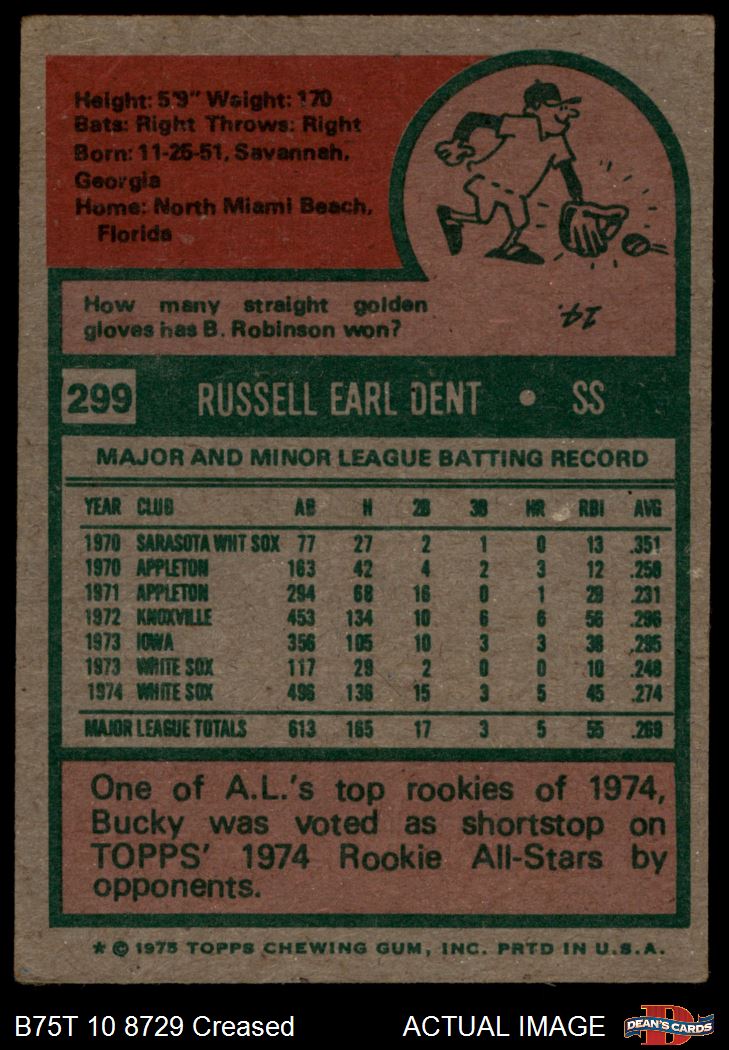 Height: 5'9" Weight: 170
Bats: Right Throws: Right
Born: 11-25-51, Savannah,
Georgia
Home: North Miami Beach,
Florida
How many straight golden
gloves has B. Robinson won?
14.
299 RUSSELL EARL DENT • SS
MAJOR AND MINOR LEAGUE BATTING RECORD
YEAR CLUB AB H 2B 3B HR RBI AVG
1970 SARASOTA WHT SOX 77 27 2 1 0 13 .351
1970 APPLETON 163 42 4 2 3 12 .258
1971 APPLETON 294 68 16 0 1 29 .231
1972 KNOXVILLE 453 134 10 6 6 56 .296
1973 IOWA 356 105 10 3 3 38 .295
1973 WHITE SOX 117 29 2 0 0 10 .248
1974 WHITE SOX 496 136 15 3 5 45 .274
MAJOR LEAGUE TOTALS 613 165 17 3 5 55 .269
One of A.L.'s top rookies of 1974,
Bucky was voted as shortstop on
TOPPS' 1974 Rookie All-Stars by
opponents.
* © 1975 TOPPS CHEWING GUM, INC. PRTD IN U.S.A.
B75T 10 8729 Creased ACTUAL IMAGE
DEAN'S CARDS